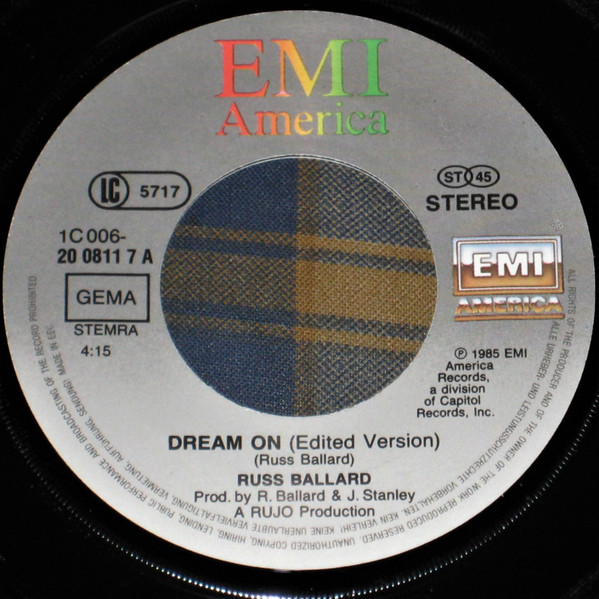 EMI
America
LC 5717
ST 45
STEREO
1C 006-
20 0811 7 A
GEMA
STEMRA
4:15
EMI
AMERICA
℗ 1985 EMI
America
Records,
a division
of Capitol
Records, Inc.
DREAM ON (Edited Version)
(Russ Ballard)
RUSS BALLARD
Prod. by R. Ballard & J. Stanley
A RUJO Production
ALL RIGHTS OF THE PRODUCER AND OF THE OWNER OF THE WORK REPRODUCED RESERVED. UNAUTHORIZED COPYING, HIRING, LENDING, PUBLIC PERFORMANCE AND BROADCASTING OF THE RECORD PROHIBITED.
ALLE URHEBER- UND LEISTUNGSSCHUTZRECHTE VORBEHALTEN. KEIN VERLEIH! KEINE UNERLAUBTE VERVIELFÄLTIGUNG, VERMIETUNG, AUFFÜHRUNG, SENDUNG! MADE IN